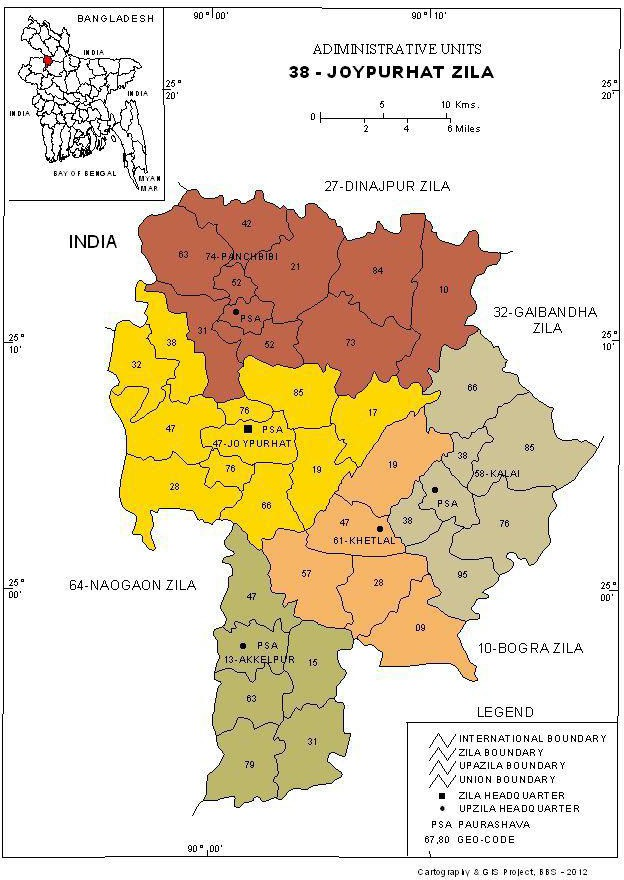 BANGLADESH
INDIA
INDIA
INDIA
BAY OF BENGAL
MYAN
MAR
90° 00'
90° 10'
ADIMINISTRATIVE UNITS
38 - JOYPURHAT ZILA
25°
20'
25°
20'
0 5 10 Kms.
2 4 6 Miles
27-DINAJPUR ZILA
INDIA
42
63
74-PANCHBIBI
21
84
52
10
PSA
31
52
73
32-GAIBANDHA
ZILA
25°
10'
25°
10'
38
32
85
66
76
17
47
PSA
47-JOYPURHAT
85
38
19
76
19
58-KALAI
28
PSA
66
47
38
76
61-KHETLAL
57
28
95
25°
00'
25°
00'
64-NAOGAON ZILA
47
09
PSA
13-AKKELPUR
15
10-BOGRA ZILA
63
31
79
LEGEND
INTERNATIONAL BOUNDARY
ZILA BOUNDARY
UPAZILA BOUNDARY
UNION BOUNDARY
ZILA HEADQUARTER
UPZILA HEADQUARTER
PSA PAURASHAVA
67,80 GEO-CODE
90° 00'
Cartography & GIS Project, BBS - 2012